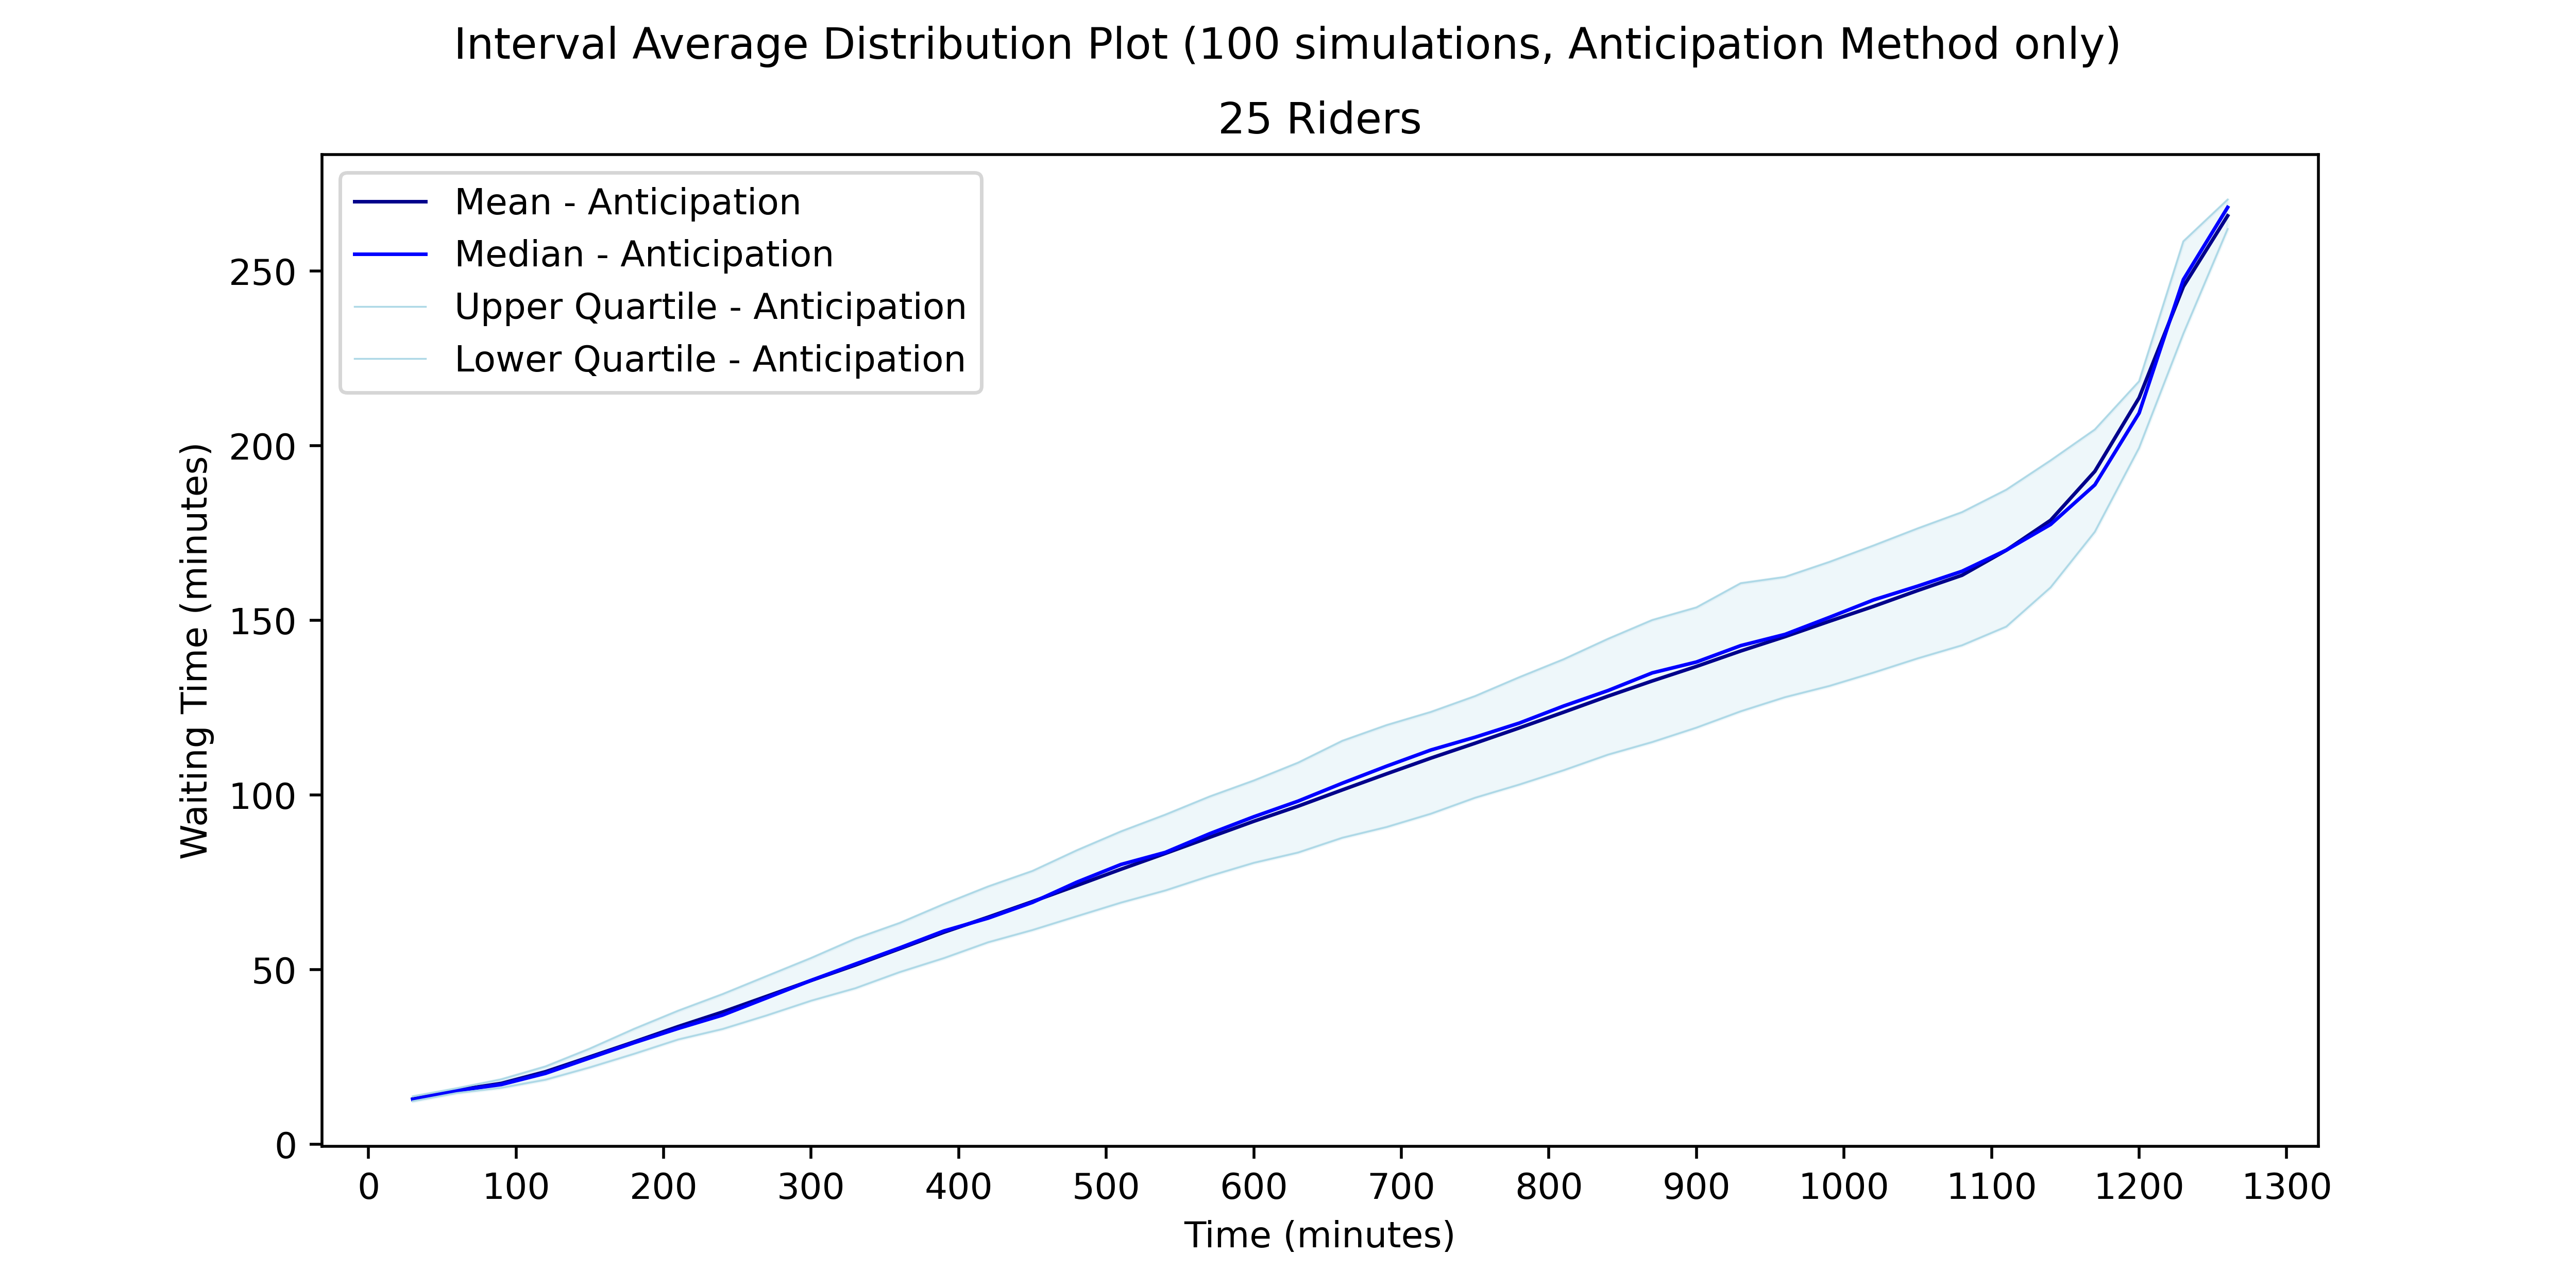 Interval Average Distribution Plot (100 simulations, Anticipation Method only)
25 Riders
Mean - Anticipation
Median - Anticipation
Upper Quartile - Anticipation
Lower Quartile - Anticipation
Waiting Time (minutes)
250
200
150
100
50
0
0 100 200 300 400 500 600 700 800 900 1000 1100 1200 1300
Time (minutes)